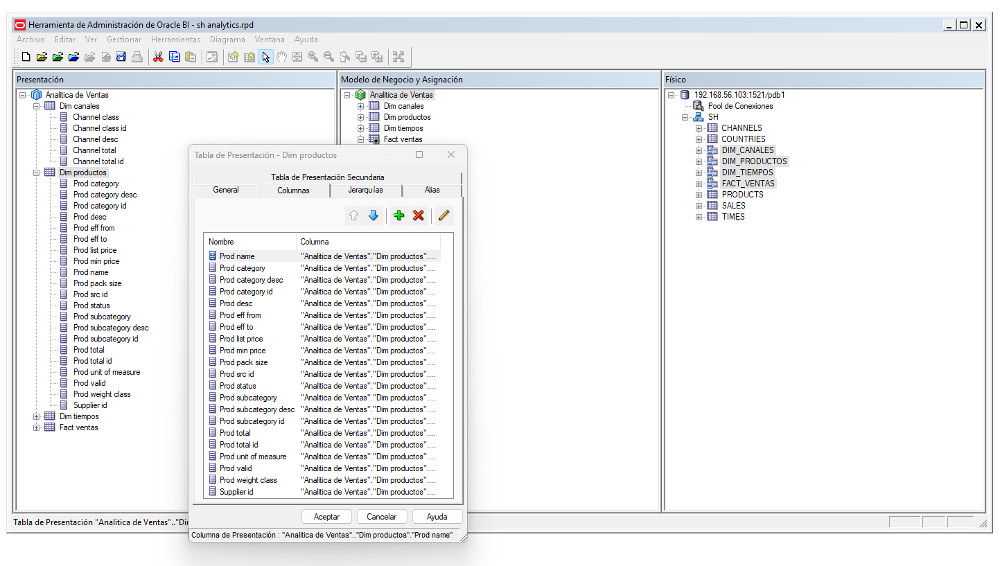 Herramienta de Administración de Oracle BI - sh analytics.rpd
Archivo Editar Ver Gestionar Herramientas Diagrama Ventana Ayuda
Presentación
Analitica de Ventas
Dim canales
Channel class
Channel class id
Channel desc
Channel total
Channel total id
Dim productos
Prod category
Prod category desc
Prod category id
Prod desc
Prod eff from
Prod eff to
Prod list price
Prod min price
Prod name
Prod pack size
Prod src id
Prod status
Prod subcategory
Prod subcategory desc
Prod subcategory id
Prod total
Prod total id
Prod unit of measure
Prod valid
Prod weight class
Supplier id
Dim tiempos
Fact ventas
Modelo de Negocio y Asignación
Analitica de Ventas
Dim canales
Dim productos
Dim tiempos
Fact ventas
Físico
192.168.56.103:1521/pdb1
Pool de Conexiones
SH
CHANNELS
COUNTRIES
DIM_CANALES
DIM_PRODUCTOS
DIM_TIEMPOS
FACT_VENTAS
PRODUCTS
SALES
TIMES
Tabla de Presentación - Dim productos
Tabla de Presentación Secundaria
General Columnas Jerarquías Alias
Nombre Columna
Prod name "Analitica de Ventas"."Dim productos"....
Prod category "Analitica de Ventas"."Dim productos"....
Prod category desc "Analitica de Ventas"."Dim productos"....
Prod category id "Analitica de Ventas"."Dim productos"....
Prod desc "Analitica de Ventas"."Dim productos"....
Prod eff from "Analitica de Ventas"."Dim productos"....
Prod eff to "Analitica de Ventas"."Dim productos"....
Prod list price "Analitica de Ventas"."Dim productos"....
Prod min price "Analitica de Ventas"."Dim productos"....
Prod pack size "Analitica de Ventas"."Dim productos"....
Prod src id "Analitica de Ventas"."Dim productos"....
Prod status "Analitica de Ventas"."Dim productos"....
Prod subcategory "Analitica de Ventas"."Dim productos"....
Prod subcategory desc "Analitica de Ventas"."Dim productos"....
Prod subcategory id "Analitica de Ventas"."Dim productos"....
Prod total "Analitica de Ventas"."Dim productos"....
Prod total id "Analitica de Ventas"."Dim productos"....
Prod unit of measure "Analitica de Ventas"."Dim productos"....
Prod valid "Analitica de Ventas"."Dim productos"....
Prod weight class "Analitica de Ventas"."Dim productos"....
Supplier id "Analitica de Ventas"."Dim productos"....
Aceptar Cancelar Ayuda
Columna de Presentación : "Analitica de Ventas".."Dim productos"."Prod name"
Tabla de Presentación "Analitica de Ventas".."Di